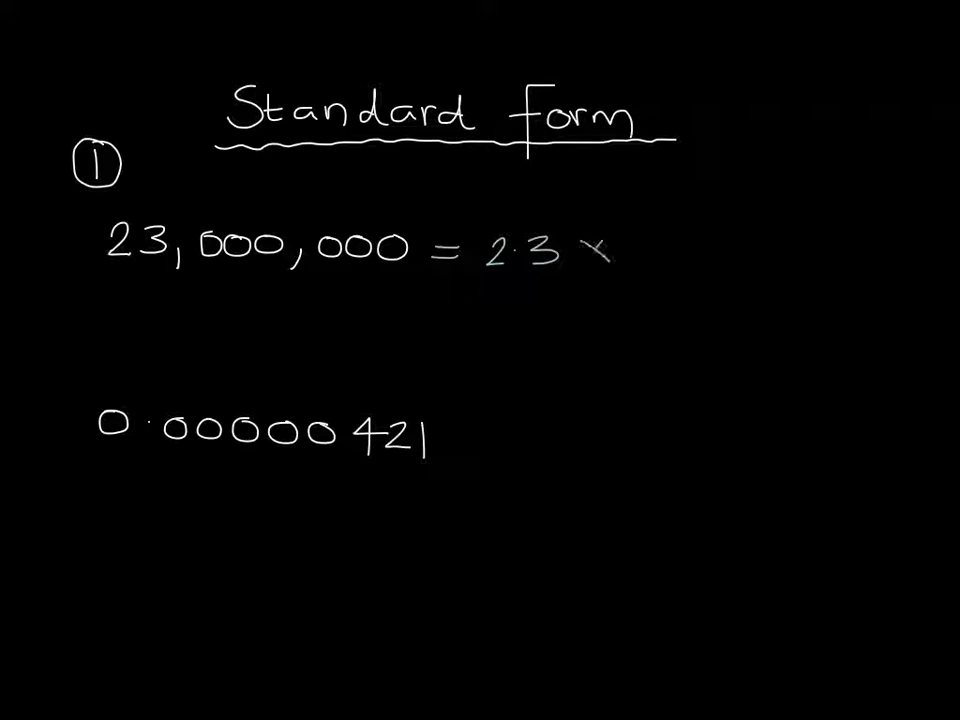 Standard form
1
23,000,000 = 2.3 ×
0.00000421